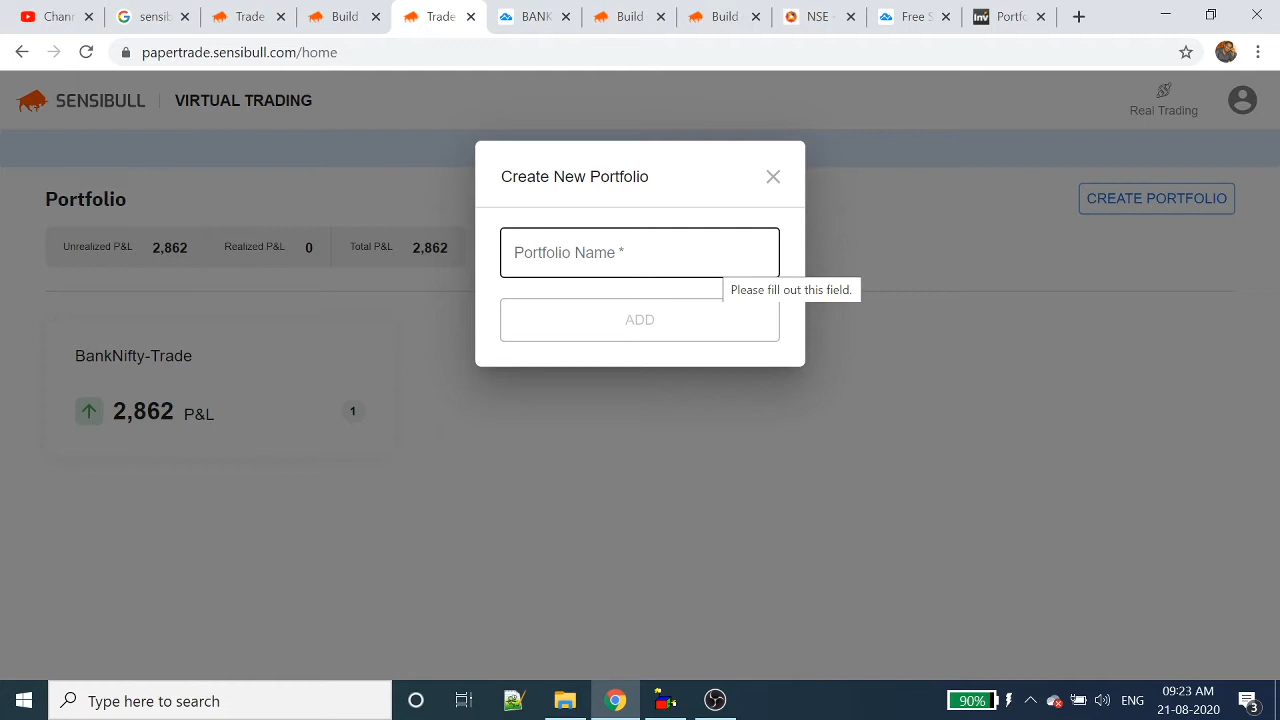 Chann
sensib
Trade
Build
Trade
BANK
Build
Build
NSE -
Free S
Inv
Portfo
papertrade.sensibull.com/home
SENSIBULL
VIRTUAL TRADING
Real Trading
Create New Portfolio
Portfolio
CREATE PORTFOLIO
Unrealized P&L 2,862
Realized P&L 0
Total P&L 2,862
Portfolio Name *
Please fill out this field.
ADD
BankNifty-Trade
2,862 P&L
1
Type here to search
90%
ENG
09:23 AM
21-08-2020
3